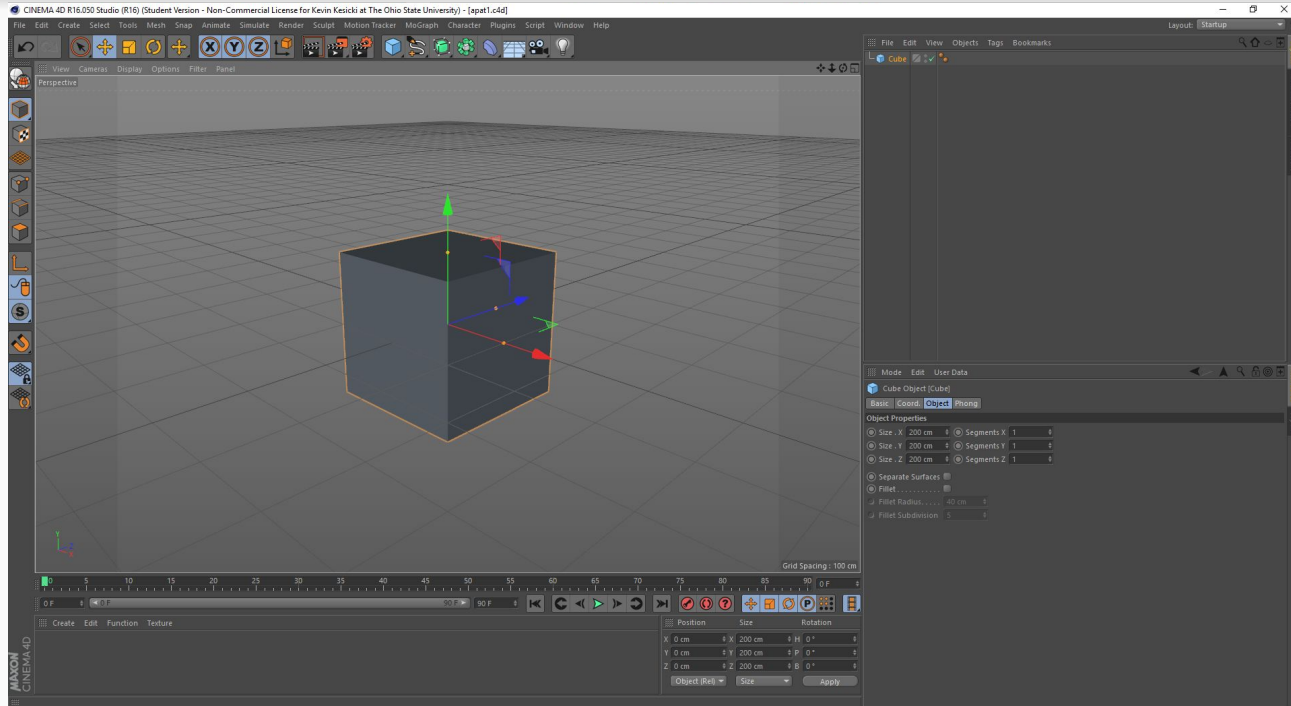 CINEMA 4D R16.050 Studio (R16) (Student Version - Non-Commercial License for Kevin Kesicki at The Ohio State University) - [apat1.c4d]
File Edit Create Select Tools Mesh Snap Animate Simulate Render Sculpt Motion Tracker MoGraph Character Plugins Script Window Help Layout: Startup
X Y Z
File Edit View Objects Tags Bookmarks
View Cameras Display Options Filter Panel
Cube
Perspective
S
Y
Z
X
Grid Spacing : 100 cm
Mode Edit User Data
Cube Object [Cube]
Basic Coord. Object Phong
Object Properties
Size . X 200 cm Segments X 1
Size . Y 200 cm Segments Y 1
Size . Z 200 cm Segments Z 1
Separate Surfaces
Fillet . . . . . . . . . . .
Fillet Radius. . . . . 40 cm
Fillet Subdivision 5
0 5 10 15 20 25 30 35 40 45 50 55 60 65 70 75 80 85 90 0 F
0 F 0 F 90 F 90 F ? P
Create Edit Function Texture
Position Size Rotation
X 0 cm X 200 cm H 0 °
Y 0 cm Y 200 cm P 0 °
Z 0 cm Z 200 cm B 0 °
Object (Rel) Size Apply
MAXON
CINEMA 4D